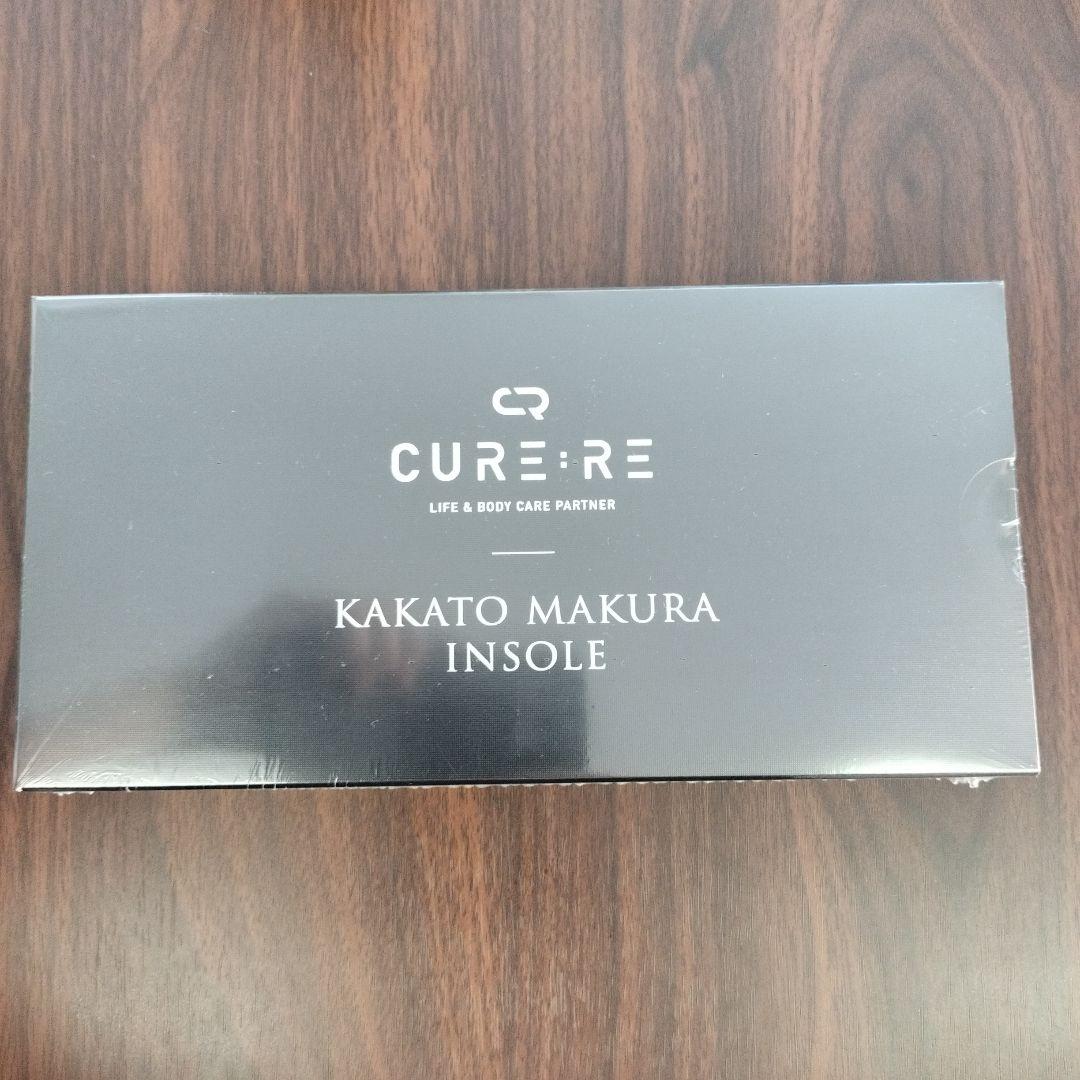 CR
CURE:RE
LIFE & BODY CARE PARTNER
KAKATO MAKURA
INSOLE